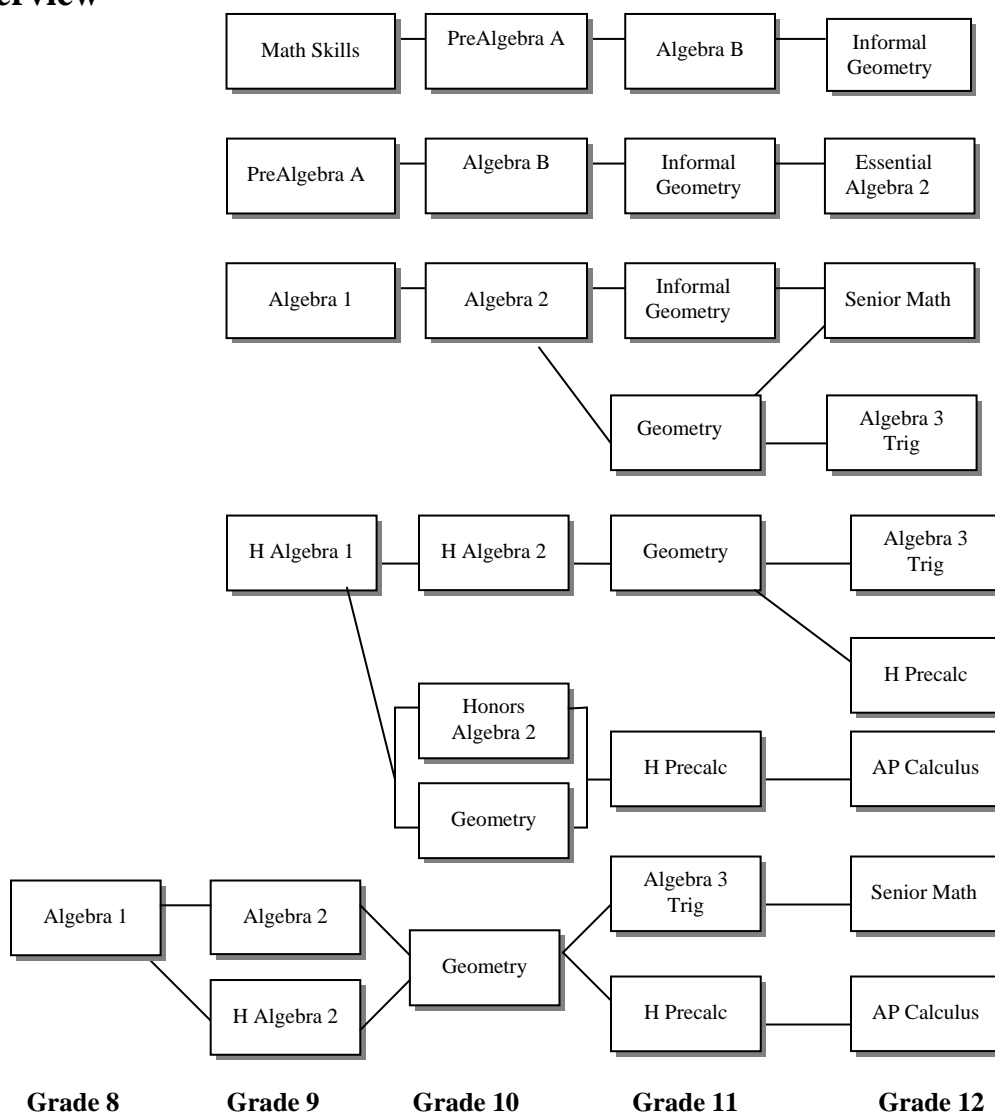 Math Skills
PreAlgebra A
Algebra B
Informal
Geometry
PreAlgebra A
Algebra B
Informal
Geometry
Essential
Algebra 2
Algebra 1
Algebra 2
Informal
Geometry
Senior Math
Geometry
Algebra 3
Trig
H Algebra 1
H Algebra 2
Geometry
Algebra 3
Trig
H Precalc
Honors
Algebra 2
Geometry
H Precalc
AP Calculus
Algebra 1
Algebra 2
H Algebra 2
Geometry
Algebra 3
Trig
Senior Math
H Precalc
AP Calculus
Grade 8 Grade 9 Grade 10 Grade 11 Grade 12